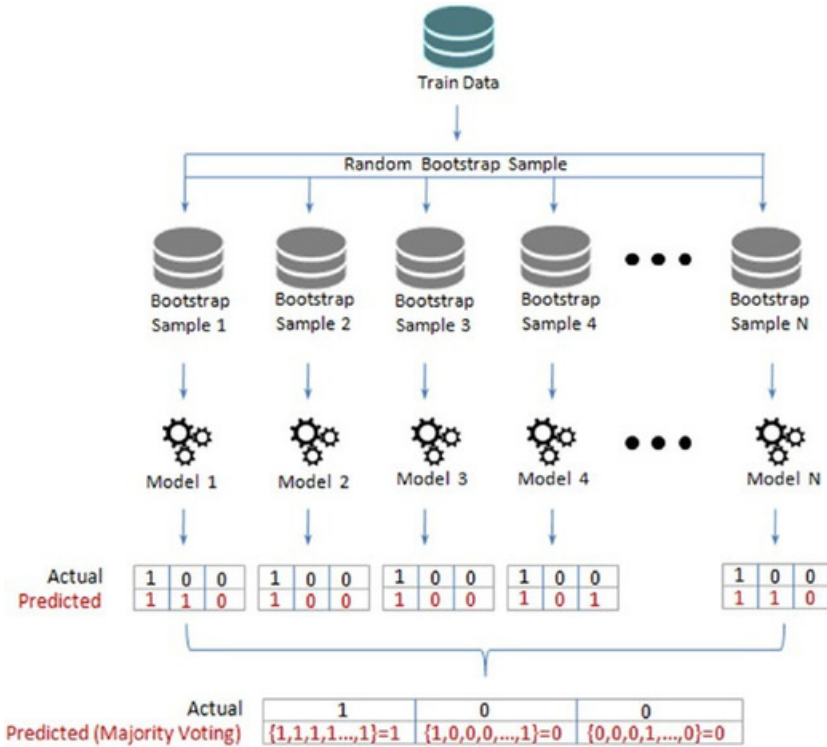 Train Data
Random Bootstrap Sample
Bootstrap Sample 1
Bootstrap Sample 2
Bootstrap Sample 3
Bootstrap Sample 4
Bootstrap Sample N
Model 1
Model 2
Model 3
Model 4
Model N
Actual 1 0 0 1 0 0 1 0 0 1 0 0 1 0 0
Predicted 1 1 0 1 0 0 1 0 0 1 0 1 1 1 0
Actual 1 0 0
Predicted (Majority Voting) {1,1,1,1...,1}=1 {1,0,0,0,...,1}=0 {0,0,0,1,...,0}=0